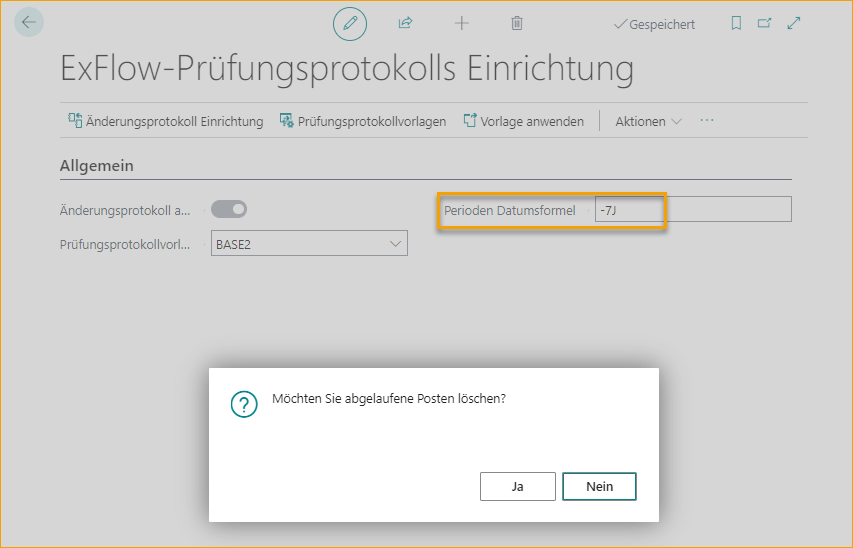 Gespeichert
ExFlow-Prüfungsprotokolls Einrichtung
Änderungsprotokoll Einrichtung Prüfungsprotokollvorlagen Vorlage anwenden Aktionen ...
Allgemein
Änderungsprotokoll a... Perioden Datumsformel -7J
Prüfungsprotokollvorl... BASE2
? Möchten Sie abgelaufene Posten löschen?
Ja Nein